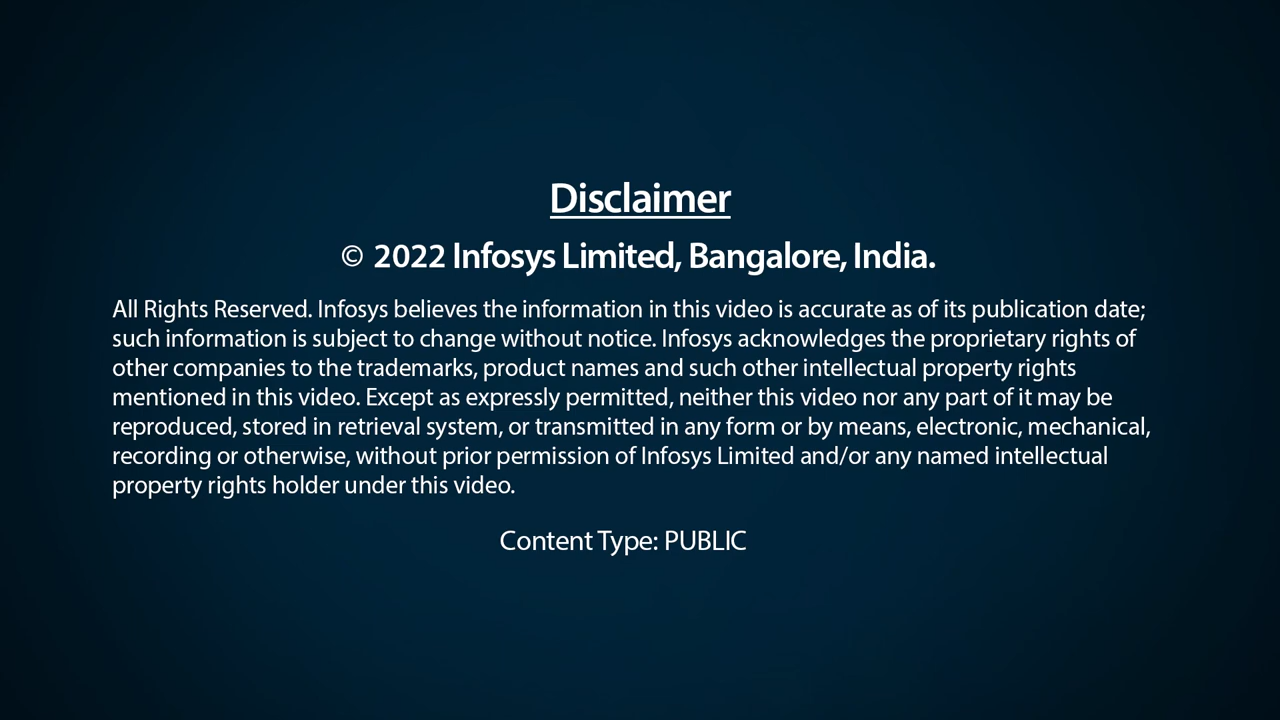 Disclaimer
© 2022 Infosys Limited, Bangalore, India.
All Rights Reserved. Infosys believes the information in this video is accurate as of its publication date;
such information is subject to change without notice. Infosys acknowledges the proprietary rights of
other companies to the trademarks, product names and such other intellectual property rights
mentioned in this video. Except as expressly permitted, neither this video nor any part of it may be
reproduced, stored in retrieval system, or transmitted in any form or by means, electronic, mechanical,
recording or otherwise, without prior permission of Infosys Limited and/or any named intellectual
property rights holder under this video.
Content Type: PUBLIC